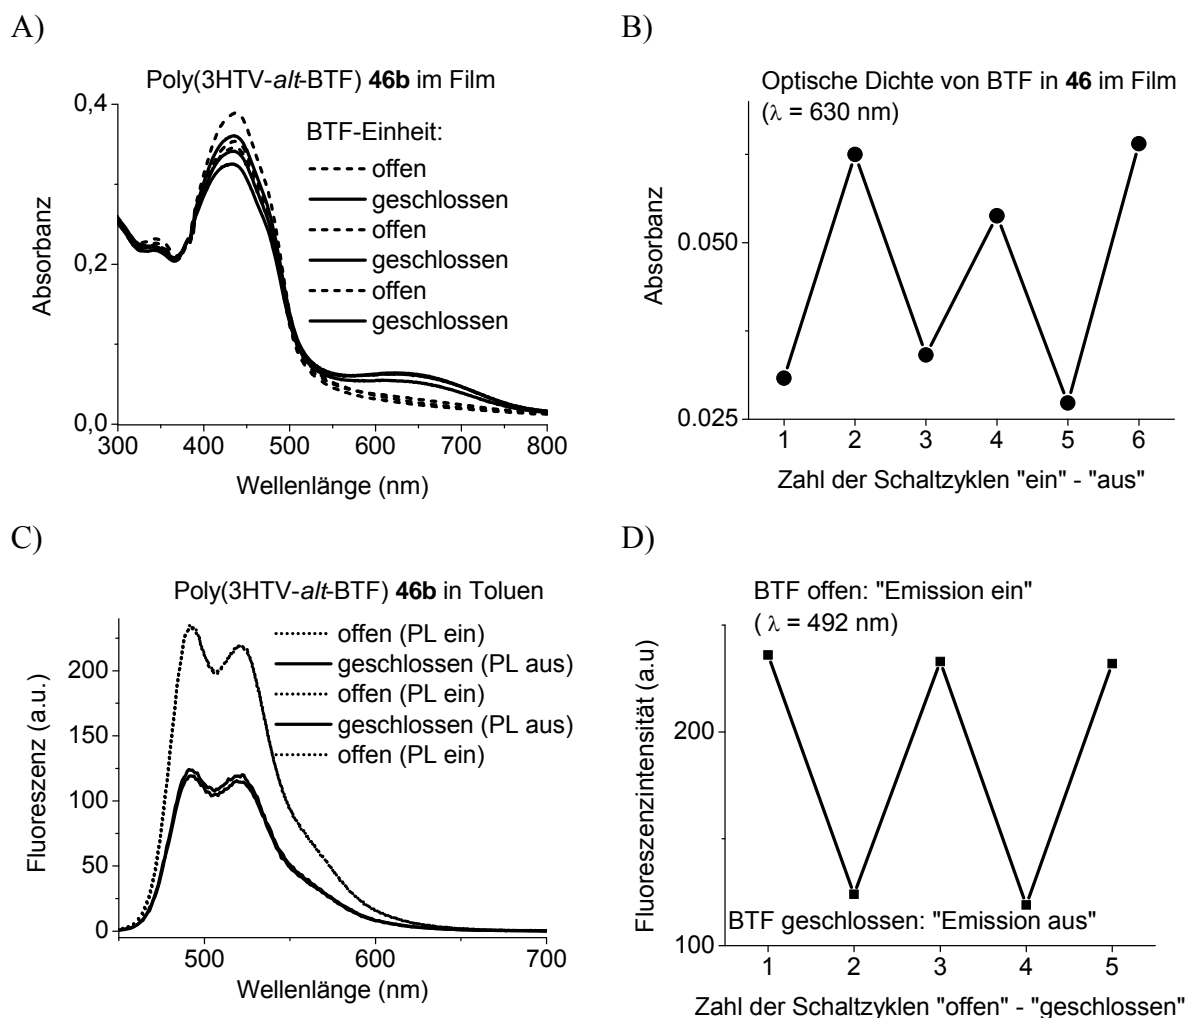 A)
Poly(3HTV-alt-BTF) 46b im Film
BTF-Einheit:
offen
geschlossen
offen
geschlossen
offen
geschlossen
Absorbanz
0,4
0,2
0,0
300 400 500 600 700 800
Wellenlänge (nm)
B)
Optische Dichte von BTF in 46 im Film
(λ = 630 nm)
Absorbanz
0.050
0.025
1 2 3 4 5 6
Zahl der Schaltzyklen "ein" - "aus"
C)
Poly(3HTV-alt-BTF) 46b in Toluen
offen (PL ein)
geschlossen (PL aus)
offen (PL ein)
geschlossen (PL aus)
offen (PL ein)
Fluoreszenz (a.u.)
200
150
100
50
0
500 600 700
Wellenlänge (nm)
D)
BTF offen: "Emission ein"
( λ = 492 nm)
Fluoreszenzintensität (a.u)
200
100
BTF geschlossen: "Emission aus"
1 2 3 4 5
Zahl der Schaltzyklen "offen" - "geschlossen"